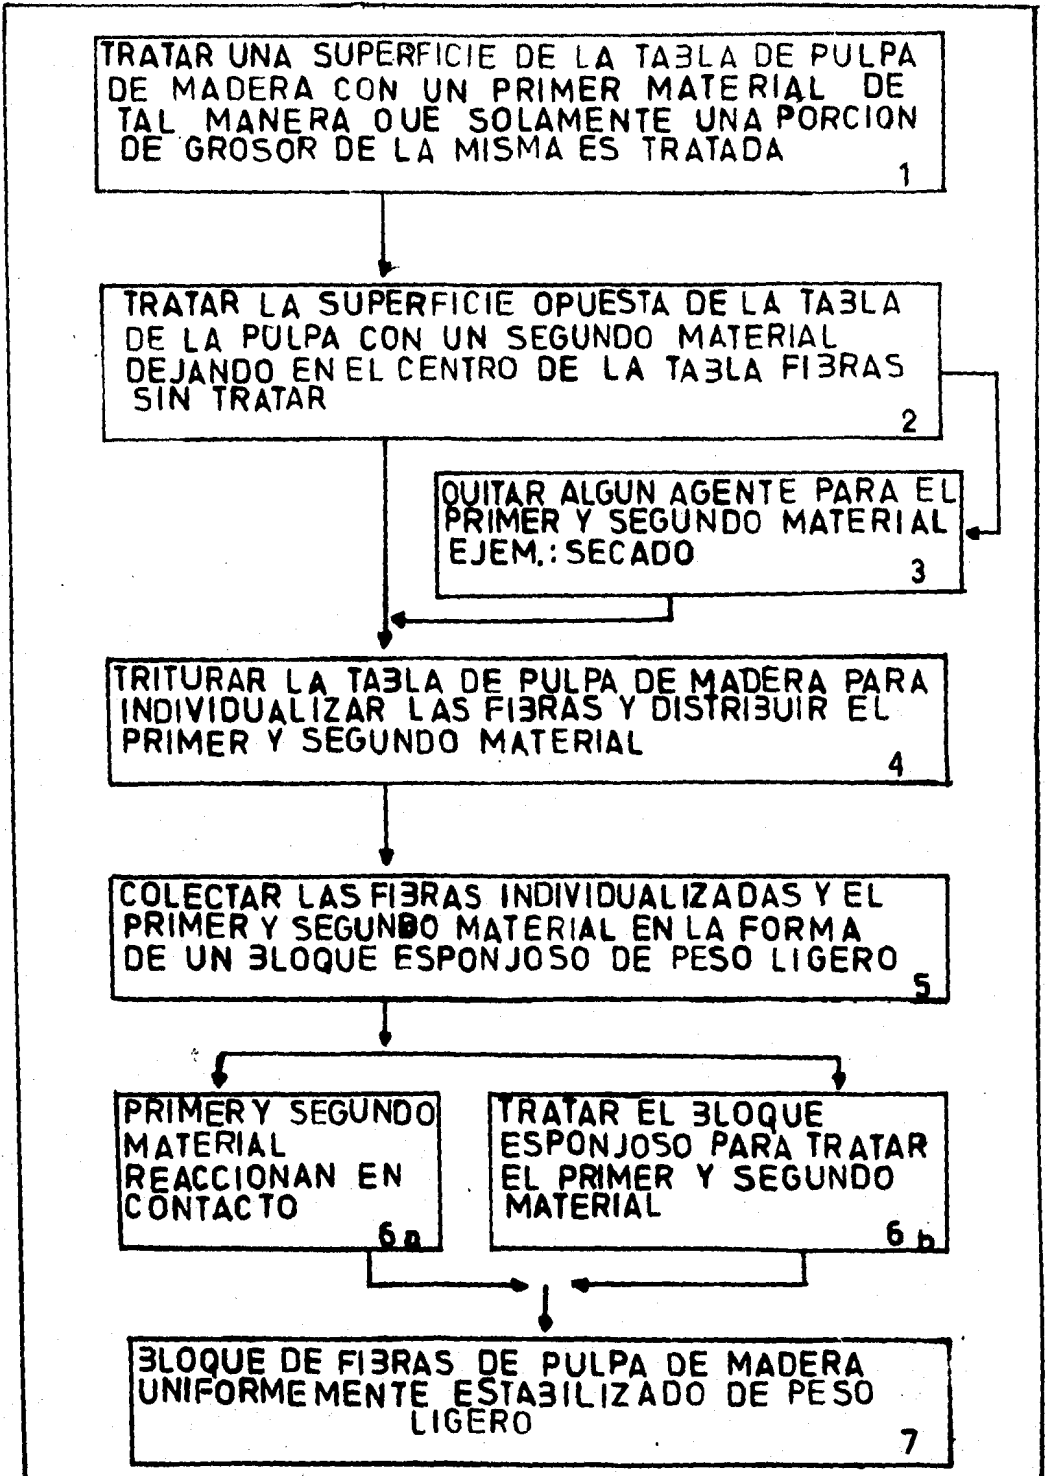 TRATAR UNA SUPERFICIE DE LA TABLA DE PULPA
DE MADERA CON UN PRIMER MATERIAL DE
TAL MANERA QUE SOLAMENTE UNA PORCION
DE GROSOR DE LA MISMA ES TRATADA
1
TRATAR LA SUPERFICIE OPUESTA DE LA TABLA
DE LA PULPA CON UN SEGUNDO MATERIAL
DEJANDO EN EL CENTRO DE LA TABLA FIBRAS
SIN TRATAR
2
QUITAR ALGUN AGENTE PARA EL
PRIMER Y SEGUNDO MATERIAL
EJEM.: SECADO
3
TRITURAR LA TABLA DE PULPA DE MADERA PARA
INDIVIDUALIZAR LAS FIBRAS Y DISTRIBUIR EL
PRIMER Y SEGUNDO MATERIAL
4
COLECTAR LAS FIBRAS INDIVIDUALIZADAS Y EL
PRIMER Y SEGUNDO MATERIAL EN LA FORMA
DE UN BLOQUE ESPONJOSO DE PESO LIGERO
5
PRIMER Y SEGUNDO
MATERIAL
REACCIONAN EN
CONTACTO
6a
TRATAR EL BLOQUE
ESPONJOSO PARA TRATAR
EL PRIMER Y SEGUNDO
MATERIAL
6b
BLOQUE DE FIBRAS DE PULPA DE MADERA
UNIFORMEMENTE ESTABILIZADO DE PESO
LIGERO
7